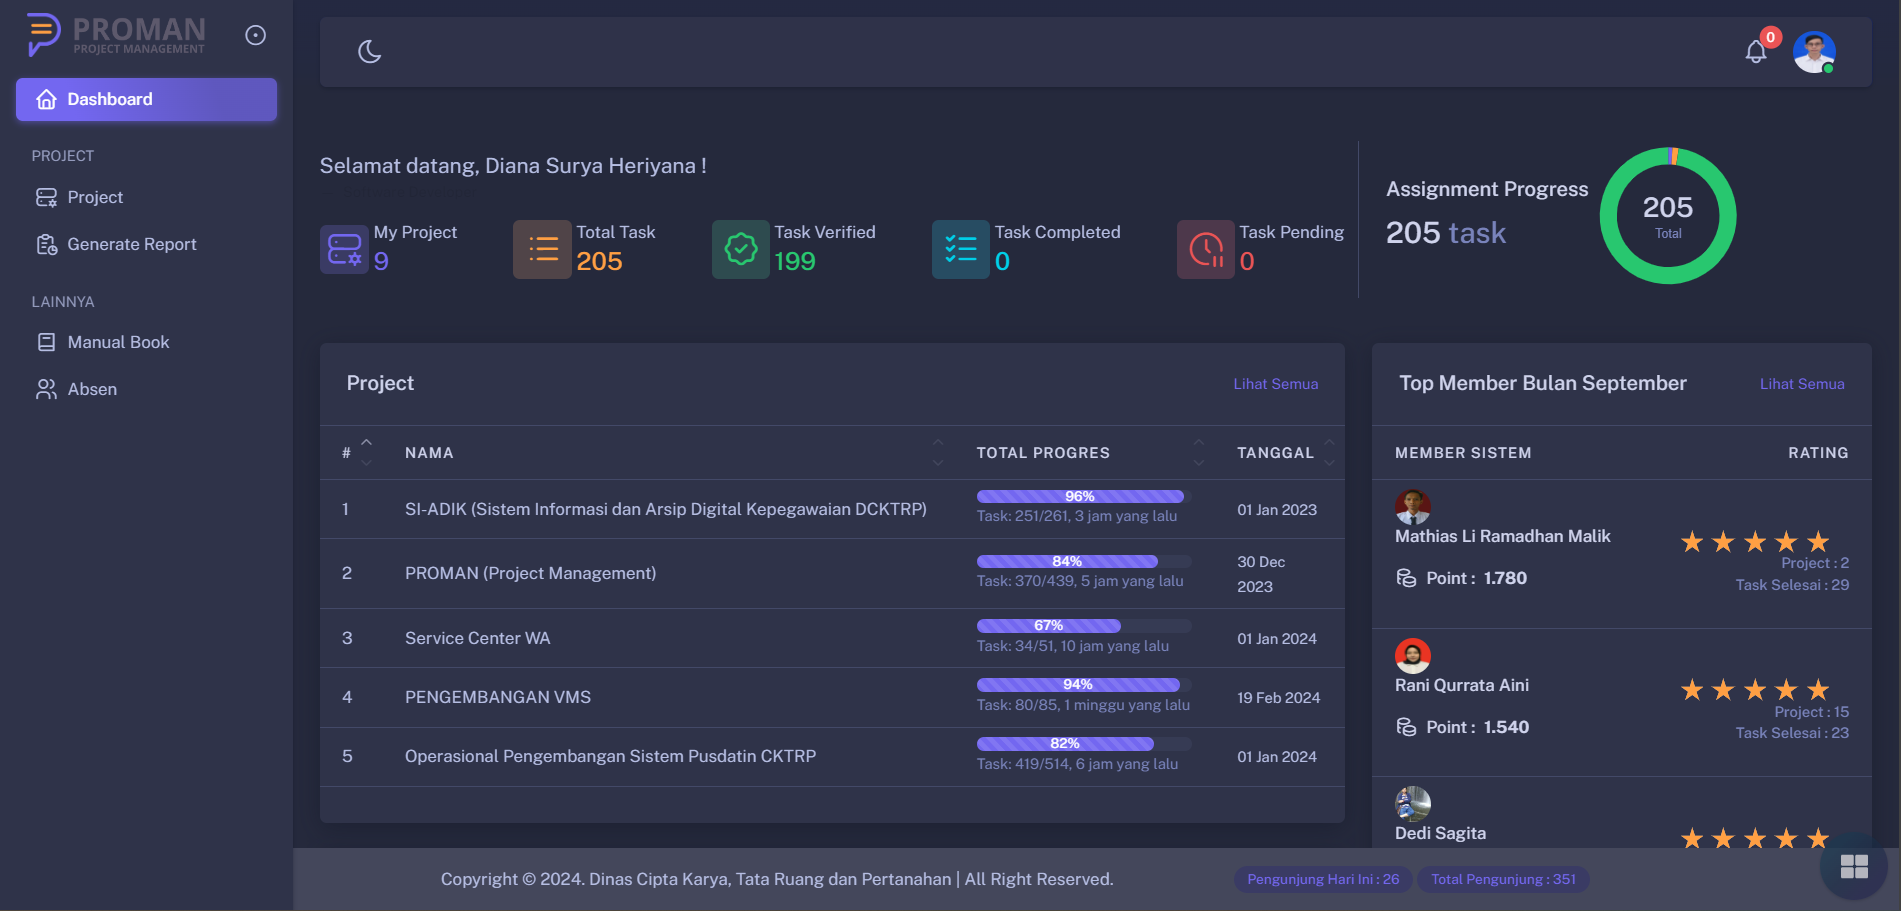 PROMAN
PROJECT MANAGEMENT
Dashboard
PROJECT
Project
Generate Report
LAINNYA
Manual Book
Absen
0
Selamat datang, Diana Surya Heriyana !
My Project
9
Total Task
205
Task Verified
199
Task Completed
0
Task Pending
0
Assignment Progress
205 task
205
Total
Project
Lihat Semua
# NAMA TOTAL PROGRES TANGGAL
1 SI-ADIK (Sistem Informasi dan Arsip Digital Kepegawaian DCKTRP) 96% 01 Jan 2023
Task: 251/261, 3 jam yang lalu
2 PROMAN (Project Management) 84% 30 Dec 2023
Task: 370/439, 5 jam yang lalu
3 Service Center WA 67% 01 Jan 2024
Task: 34/51, 10 jam yang lalu
4 PENGEMBANGAN VMS 94% 19 Feb 2024
Task: 80/85, 1 minggu yang lalu
5 Operasional Pengembangan Sistem Pusdatin CKTRP 82% 01 Jan 2024
Task: 419/514, 6 jam yang lalu
Top Member Bulan September
Lihat Semua
MEMBER SISTEM RATING
Mathias Li Ramadhan Malik
Project : 2
Point : 1.780
Task Selesai : 29
Rani Qurrata Aini
Project : 15
Point : 1.540
Task Selesai : 23
Dedi Sagita
Copyright © 2024. Dinas Cipta Karya, Tata Ruang dan Pertanahan | All Right Reserved.
Pengunjung Hari Ini : 26
Total Pengunjung : 351